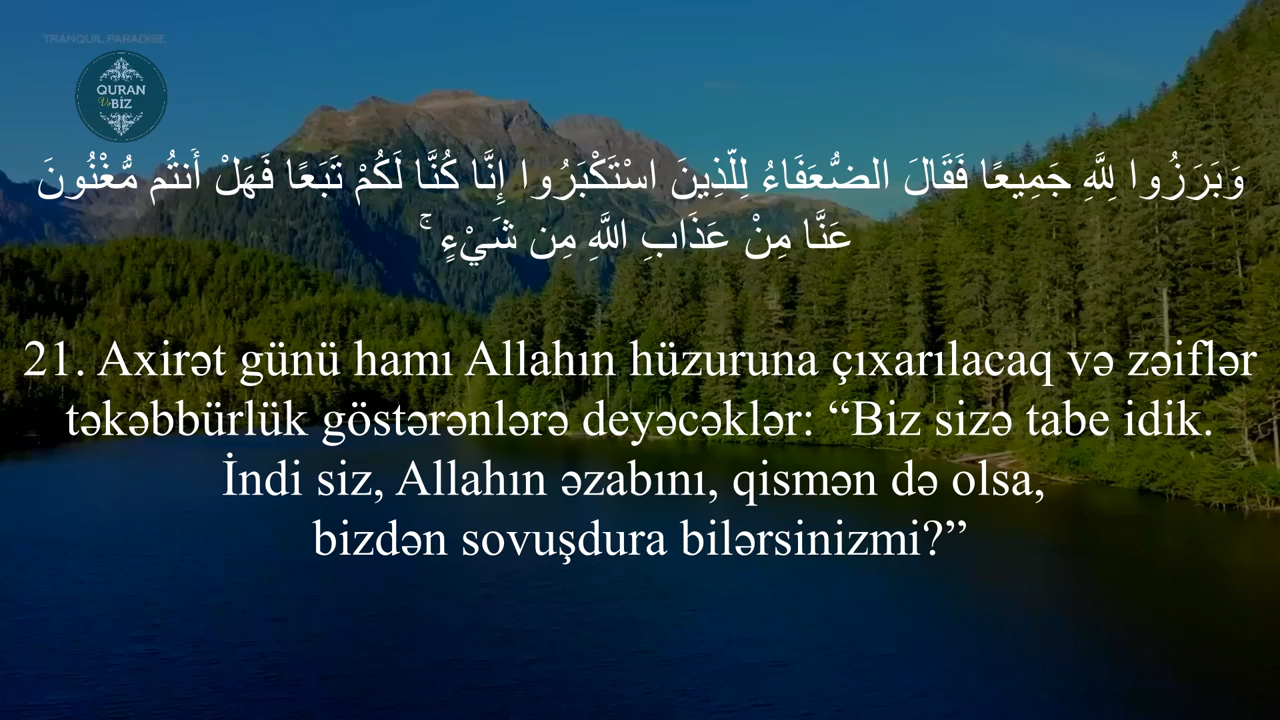 TRANQUIL PARADISE
QURAN
Və BİZ
وَبَرَزُوا لِلَّهِ جَمِيعًا فَقَالَ الضُّعَفَاءُ لِلَّذِينَ اسْتَكْبَرُوا إِنَّا كُنَّا لَكُمْ تَبَعًا فَهَلْ أَنتُم مُّغْنُونَ
عَنَّا مِنْ عَذَابِ اللَّهِ مِن شَيْءٍ ۚ
21. Axirət günü hamı Allahın hüzuruna çıxarılacaq və zəiflər
təkəbbürlük göstərənlərə deyəcəklər: “Biz sizə tabe idik.
İndi siz, Allahın əzabını, qismən də olsa,
bizdən sovuşdura bilərsinizmi?”